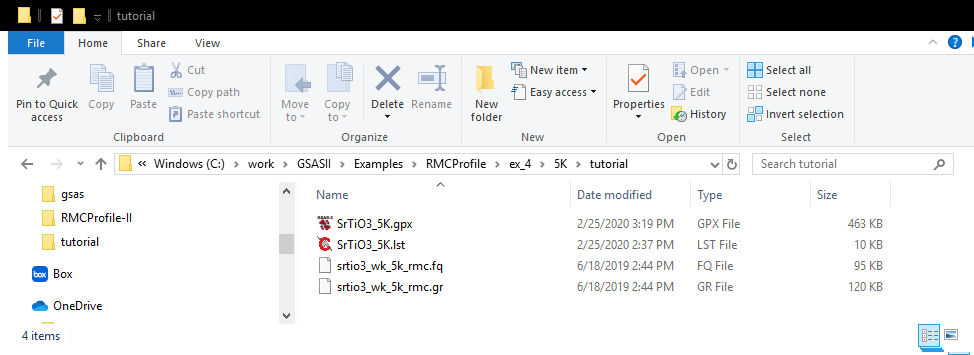 tutorial
File Home Share View
Pin to Quick access
Copy
Paste
Cut
Copy path
Paste shortcut
Clipboard
Move to
Copy to
Delete
Rename
Organize
New folder
New item
Easy access
New
Properties
Open
Edit
History
Open
Select all
Select none
Invert selection
Select
« Windows (C:) › work › GSASII › Examples › RMCProfile › ex_4 › 5K › tutorial
Search tutorial
gsas
RMCProfile-II
tutorial
Box
box
OneDrive
Name Date modified Type Size
SrTiO3_5K.gpx 2/25/2020 3:19 PM GPX File 463 KB
SrTiO3_5K.lst 2/25/2020 2:37 PM LST File 10 KB
srtio3_wk_5k_rmc.fq 6/18/2019 2:44 PM FQ File 95 KB
srtio3_wk_5k_rmc.gr 6/18/2019 2:44 PM GR File 120 KB
4 items